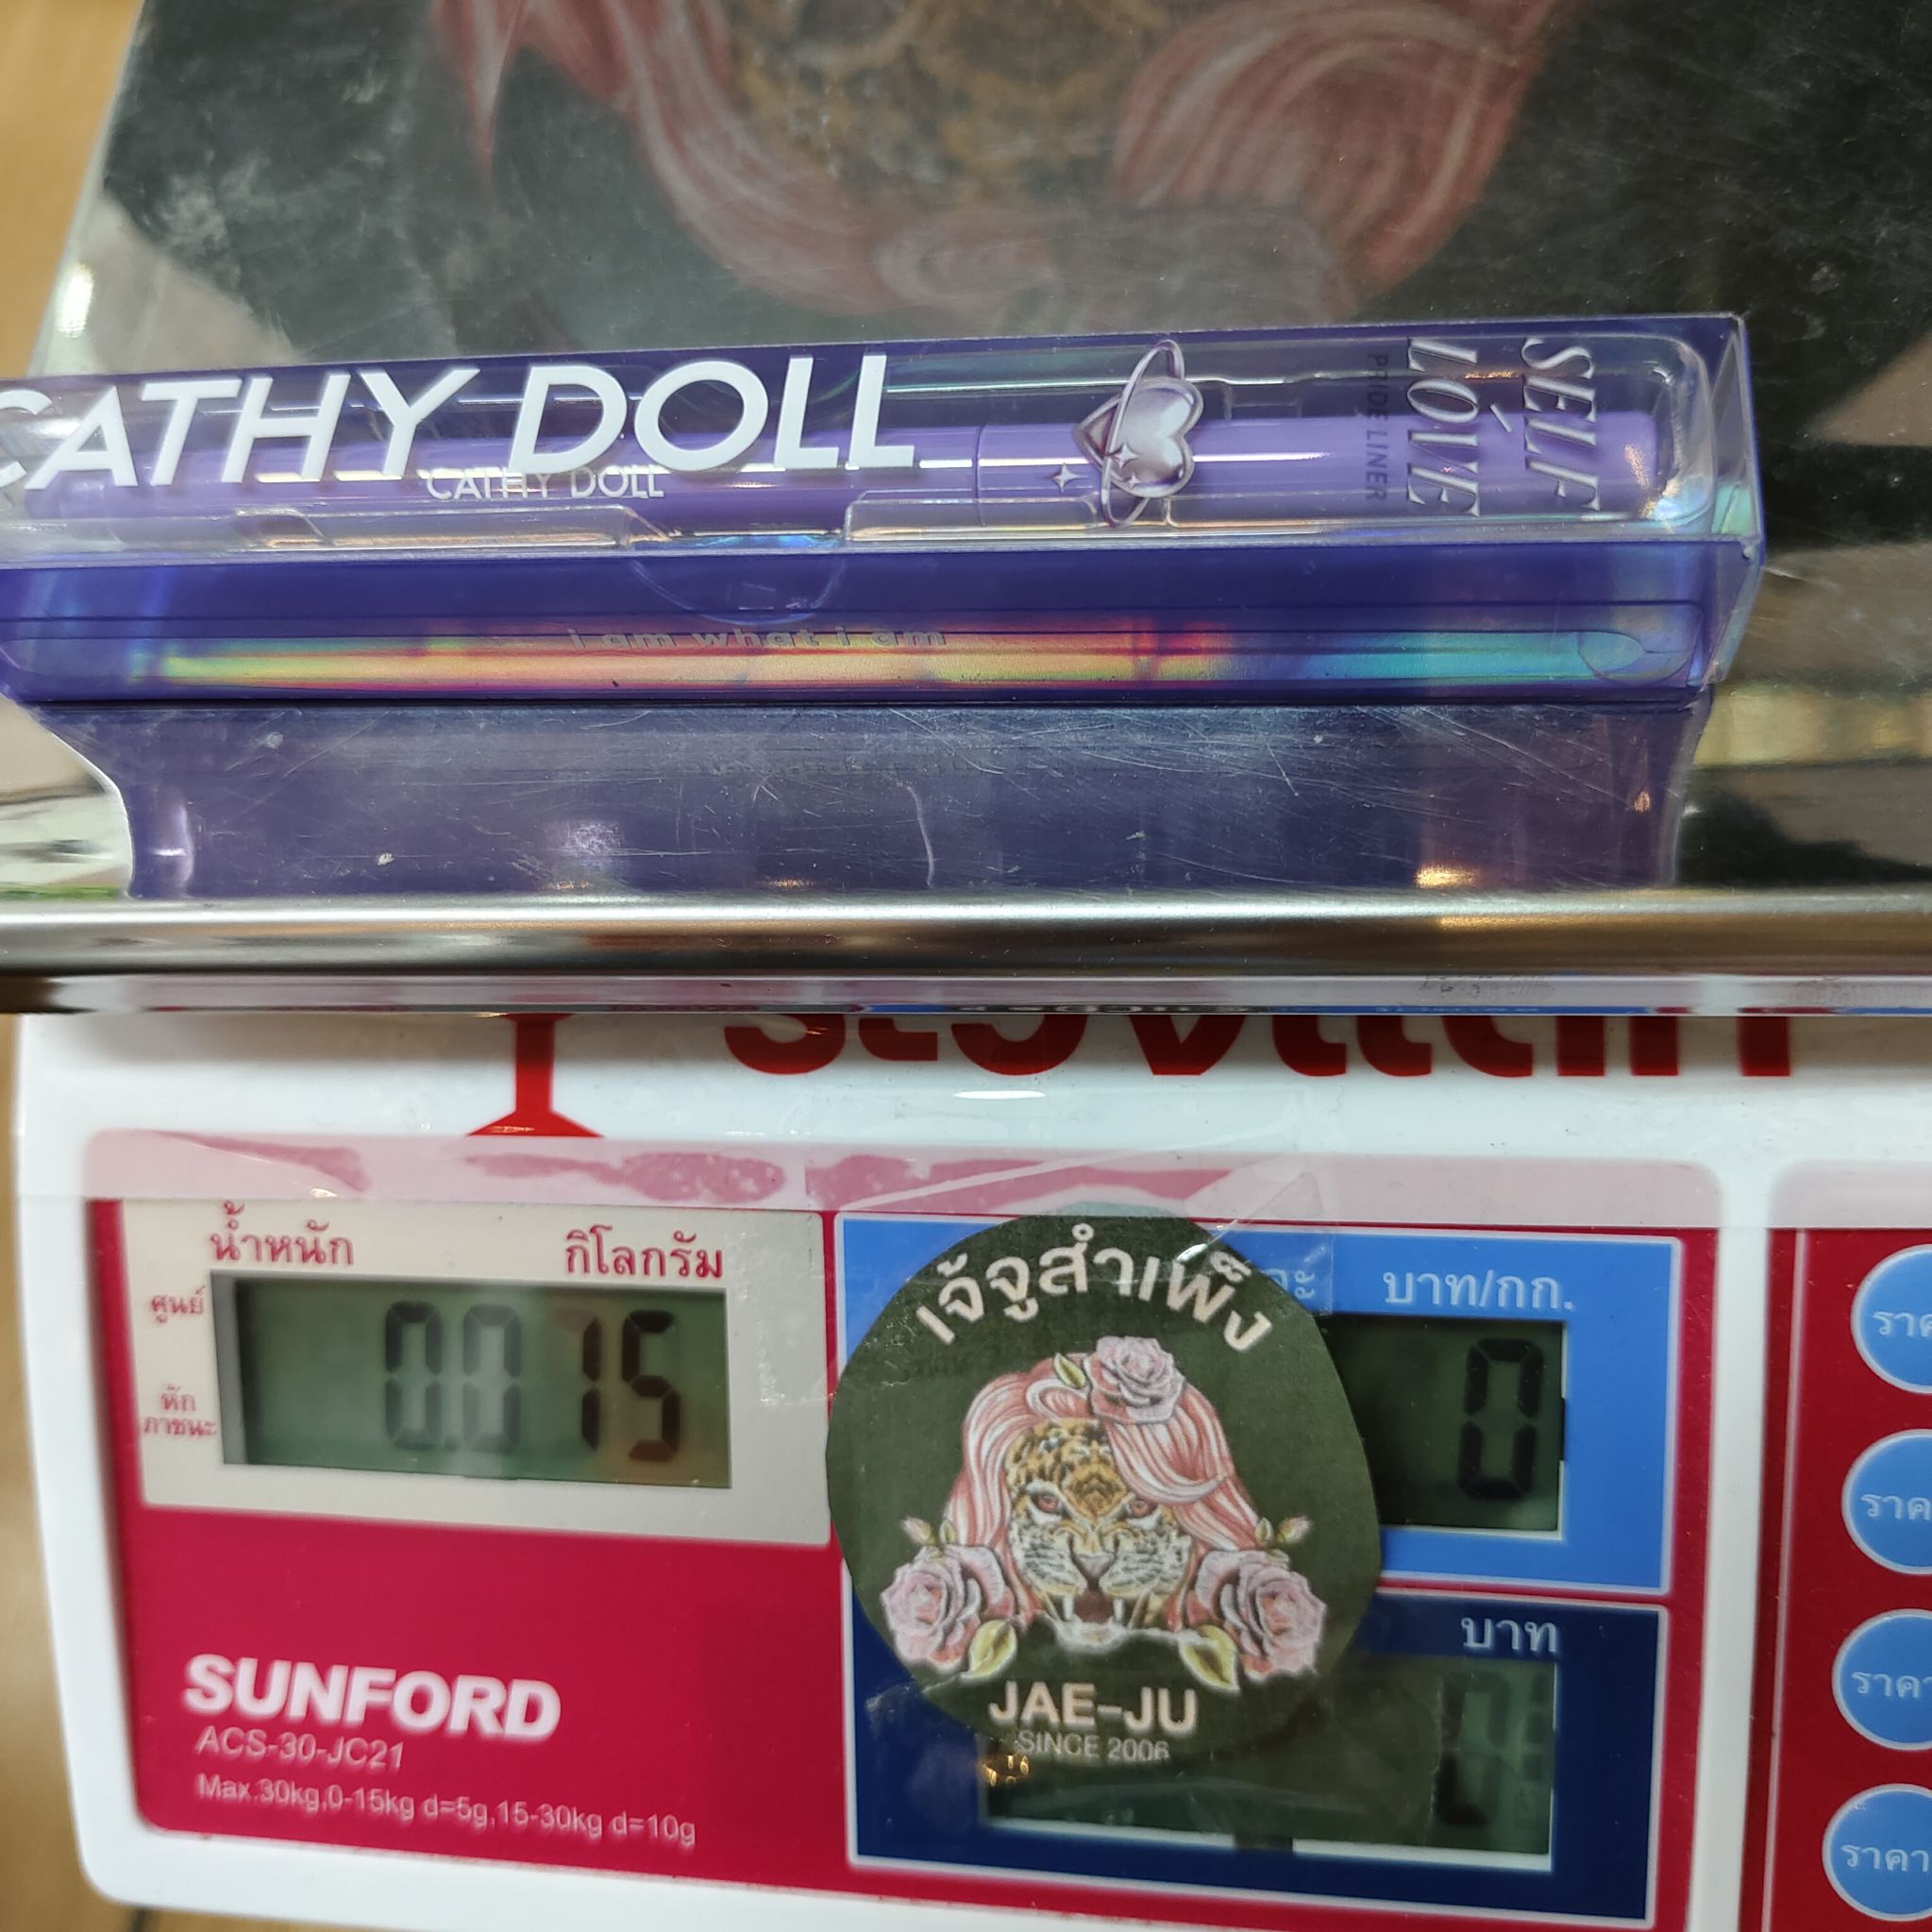 CATHY DOLL
CATHY DOLL
SELF
LOVE
PRIDE LINER
i am what i am
น้ำหนัก
กิโลกรัม
ศูนย์
หัก
ภาชนะ
0.015
เจ้จูสำเพ็ง
JAE-JU
SINCE 2006
บาท/กก.
0
บาท
SUNFORD
ACS-30-JC21
Max.30kg,0-15kg d=5g,15-30kg d=10g